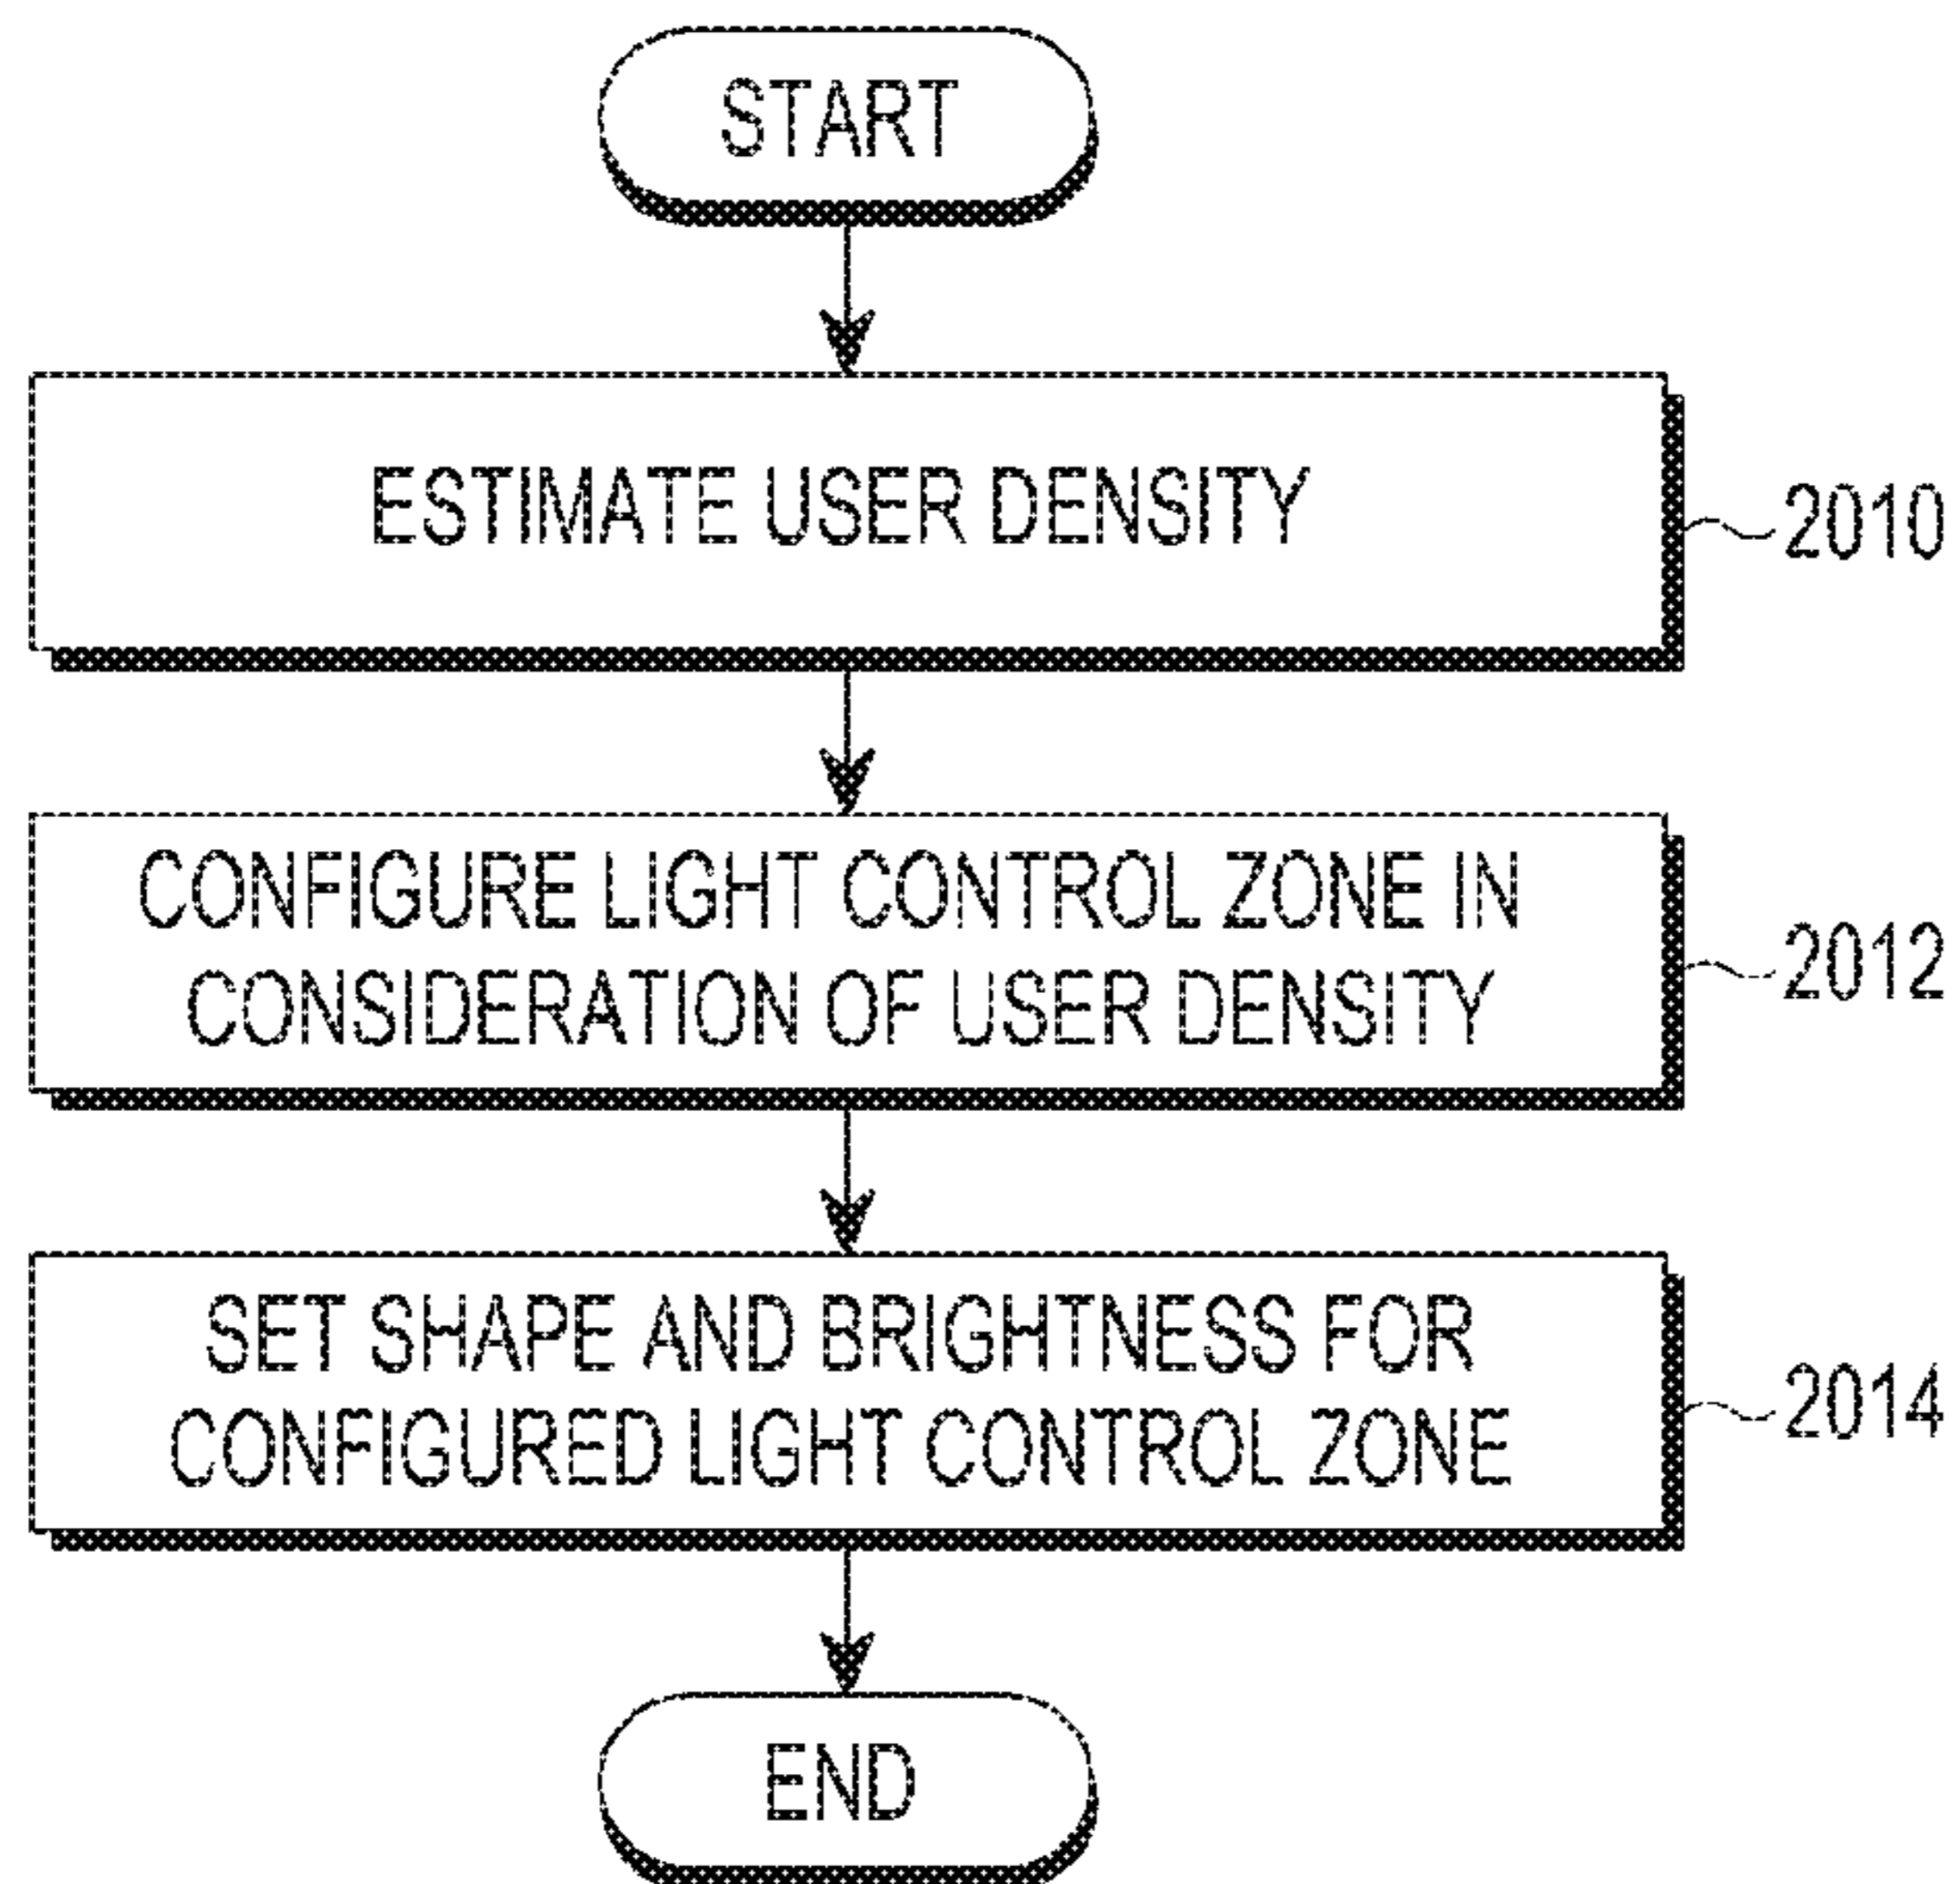 START
ESTIMATE USER DENSITY
2010
CONFIGURE LIGHT CONTROL ZONE IN
CONSIDERATION OF USER DENSITY
2012
SET SHAPE AND BRIGHTNESS FOR
CONFIGURED LIGHT CONTROL ZONE
2014
END